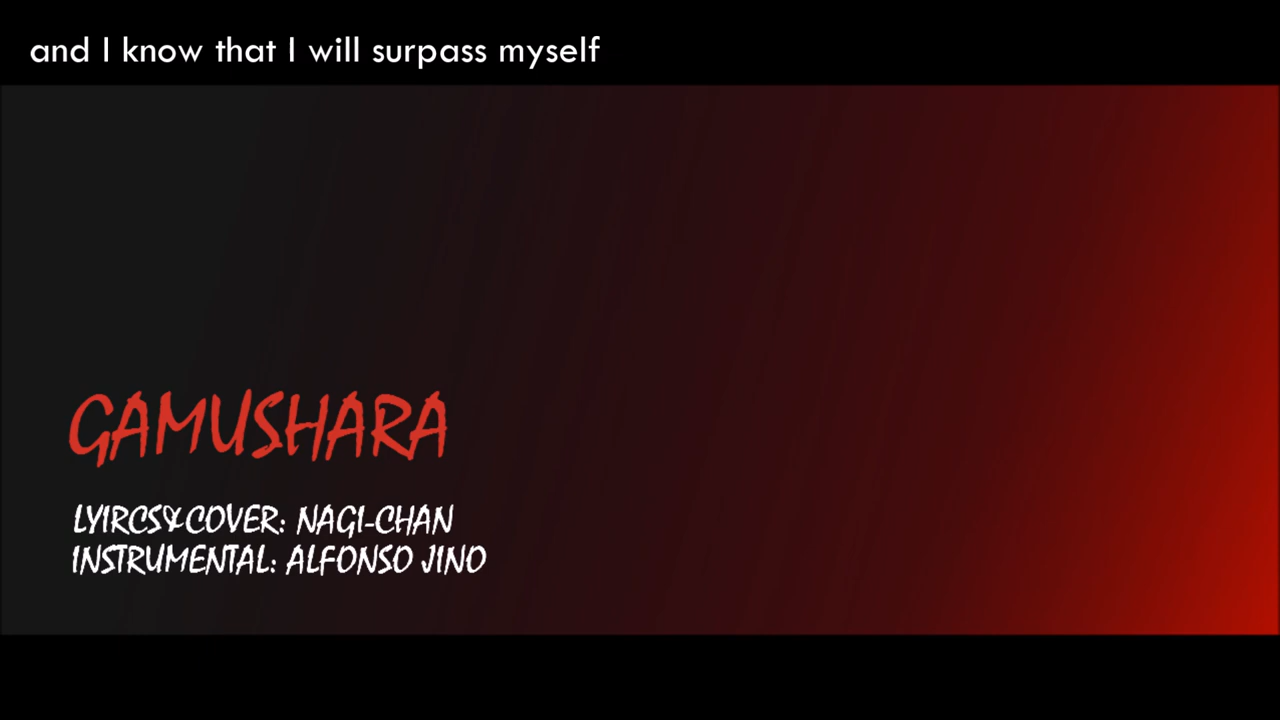 and I know that I will surpass myself
GAMUSHARA
LYIRCS&COVER: NAGI-CHAN
INSTRUMENTAL: ALFONSO JINO